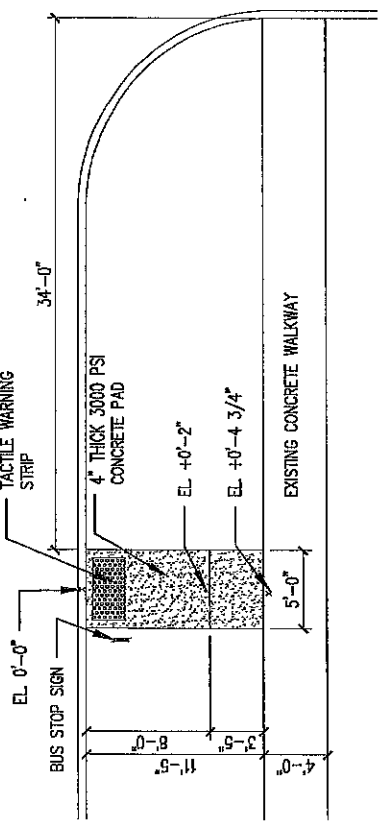 34'-0"
TACTILE WARNING
STRIP
EL 0'-0"
4" THICK 3000 PSI
CONCRETE PAD
BUS STOP SIGN
EL +0'-2"
EL +0'-4 3/4"
8'-0"
11'-5"
3'-5"
5'-0"
EXISTING CONCRETE WALKWAY
4'-0"